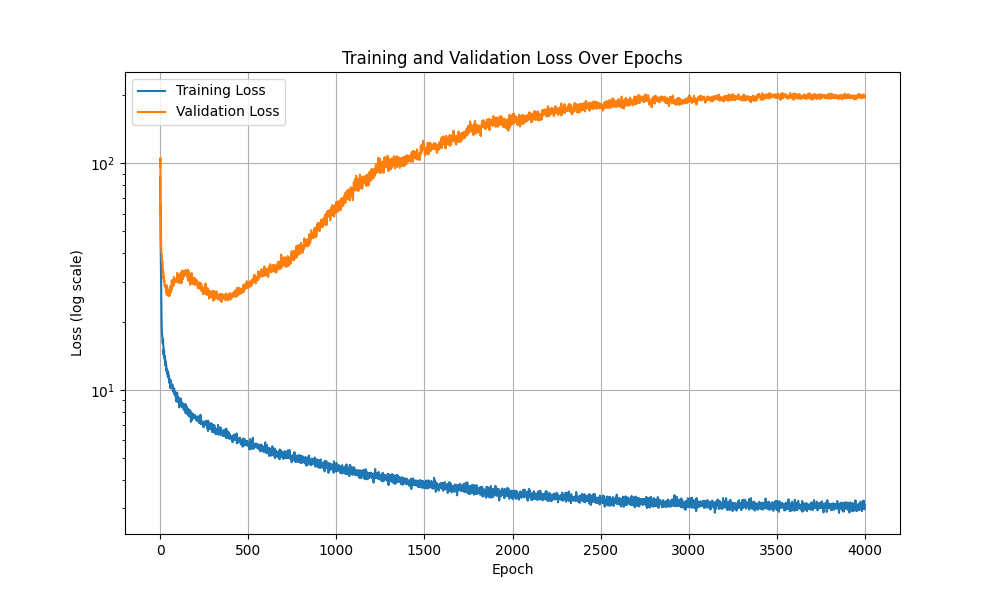 Training and Validation Loss Over Epochs
Training Loss
Validation Loss
10²
10¹
Loss (log scale)
0 500 1000 1500 2000 2500 3000 3500 4000
Epoch